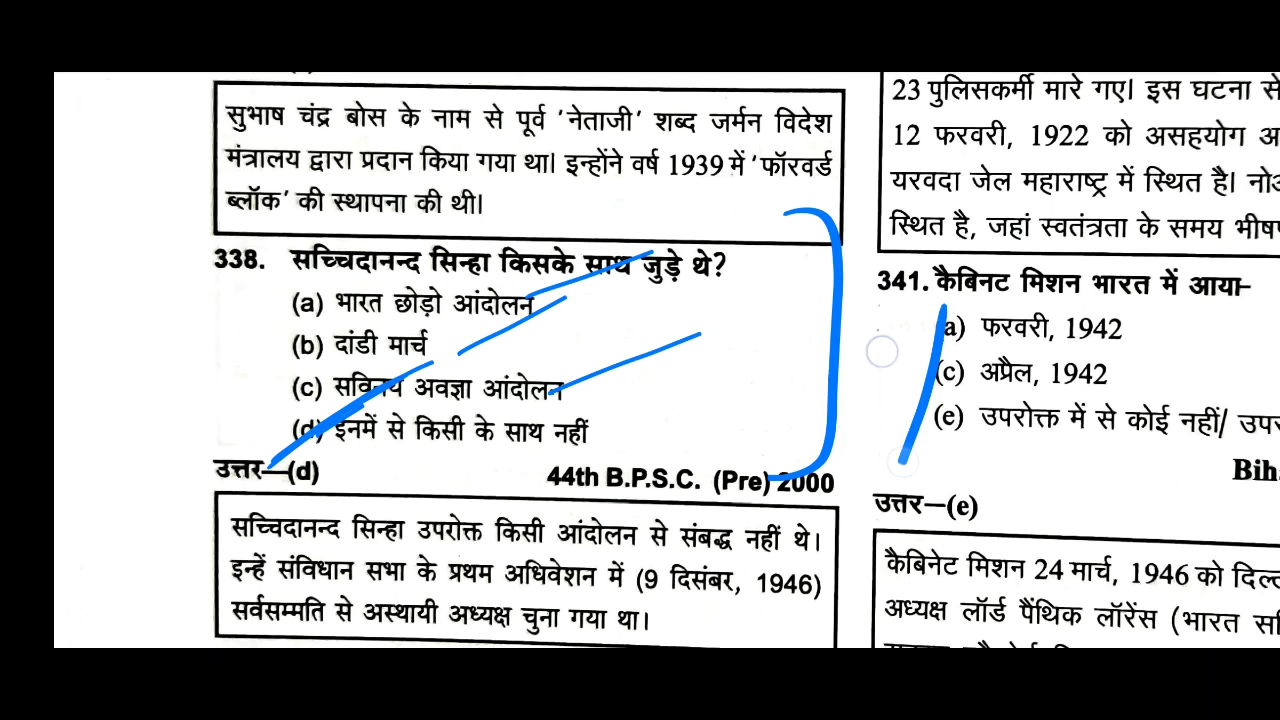 सुभाष चंद्र बोस के नाम से पूर्व 'नेताजी' शब्द जर्मन विदेश
मंत्रालय द्वारा प्रदान किया गया था। इन्होंने वर्ष 1939 में 'फॉरवर्ड
ब्लॉक' की स्थापना की थी।
338. सच्चिदानन्द सिन्हा किसके साथ जुड़े थे?
(a) भारत छोड़ो आंदोलन
(b) दांडी मार्च
(c) सविनय अवज्ञा आंदोलन
(d) इनमें से किसी के साथ नहीं
उत्तर—(d) 44th B.P.S.C. (Pre) 2000
सच्चिदानन्द सिन्हा उपरोक्त किसी आंदोलन से संबद्ध नहीं थे।
इन्हें संविधान सभा के प्रथम अधिवेशन में (9 दिसंबर, 1946)
सर्वसम्मति से अस्थायी अध्यक्ष चुना गया था।
23 पुलिसकर्मी मारे गए। इस घटना से
12 फरवरी, 1922 को असहयोग अ
यरवदा जेल महाराष्ट्र में स्थित है। नोअ
स्थित है, जहां स्वतंत्रता के समय भीष
341. कैबिनट मिशन भारत में आया-
(a) फरवरी, 1942
(c) अप्रैल, 1942
(e) उपरोक्त में से कोई नहीं/ उपर
Bih
उत्तर—(e)
कैबिनेट मिशन 24 मार्च, 1946 को दिल्
अध्यक्ष लॉर्ड पैंथिक लॉरेंस (भारत सचि